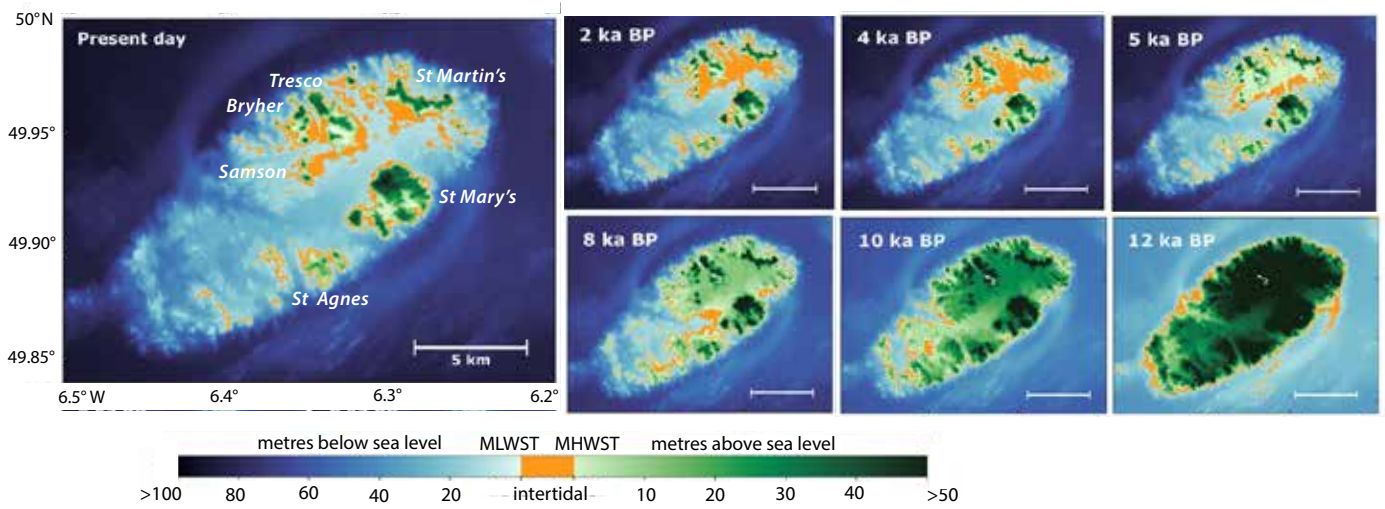 50°N
Present day
Tresco
St Martin's
Bryher
49.95°
Samson
St Mary's
49.90°
St Agnes
49.85°
5 km
6.5° W
6.4°
6.3°
6.2°
2 ka BP
4 ka BP
5 ka BP
8 ka BP
10 ka BP
12 ka BP
metres below sea level MLWST MHWST metres above sea level
>100 80 60 40 20 intertidal 10 20 30 40 >50